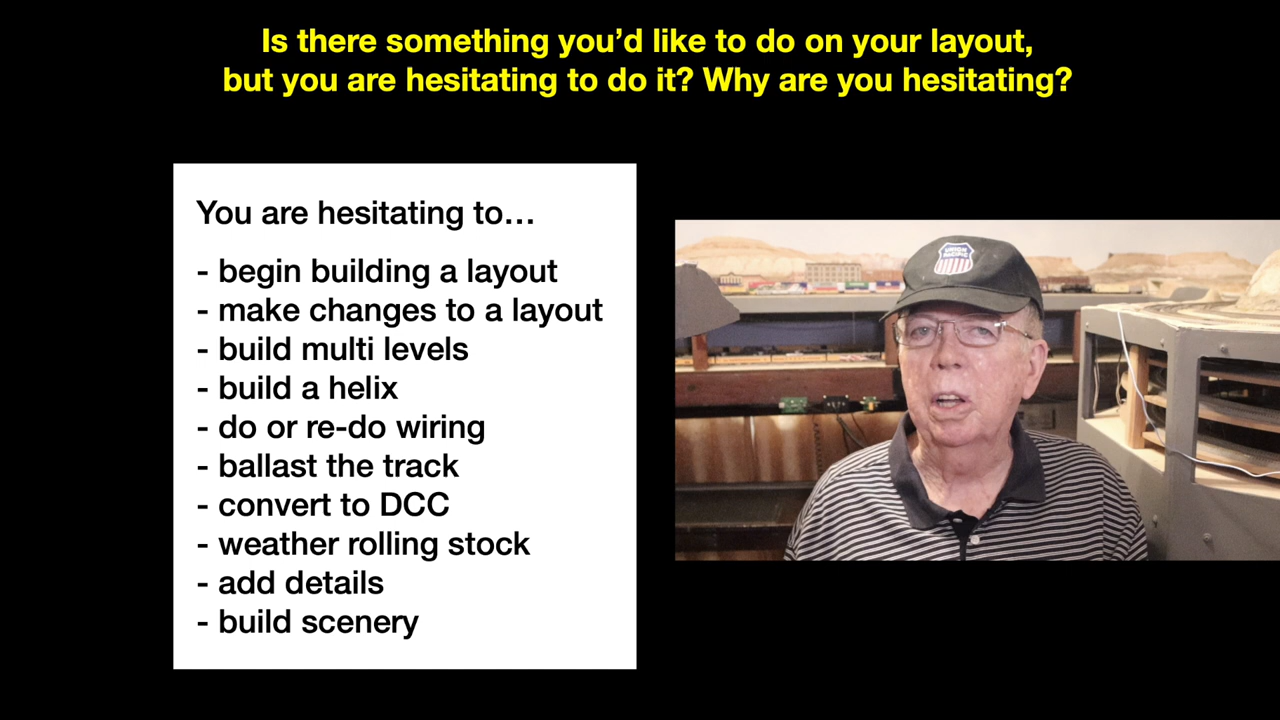 Is there something you'd like to do on your layout,
but you are hesitating to do it? Why are you hesitating?
You are hesitating to…
- begin building a layout
- make changes to a layout
- build multi levels
- build a helix
- do or re-do wiring
- ballast the track
- convert to DCC
- weather rolling stock
- add details
- build scenery
UNION
PACIFIC